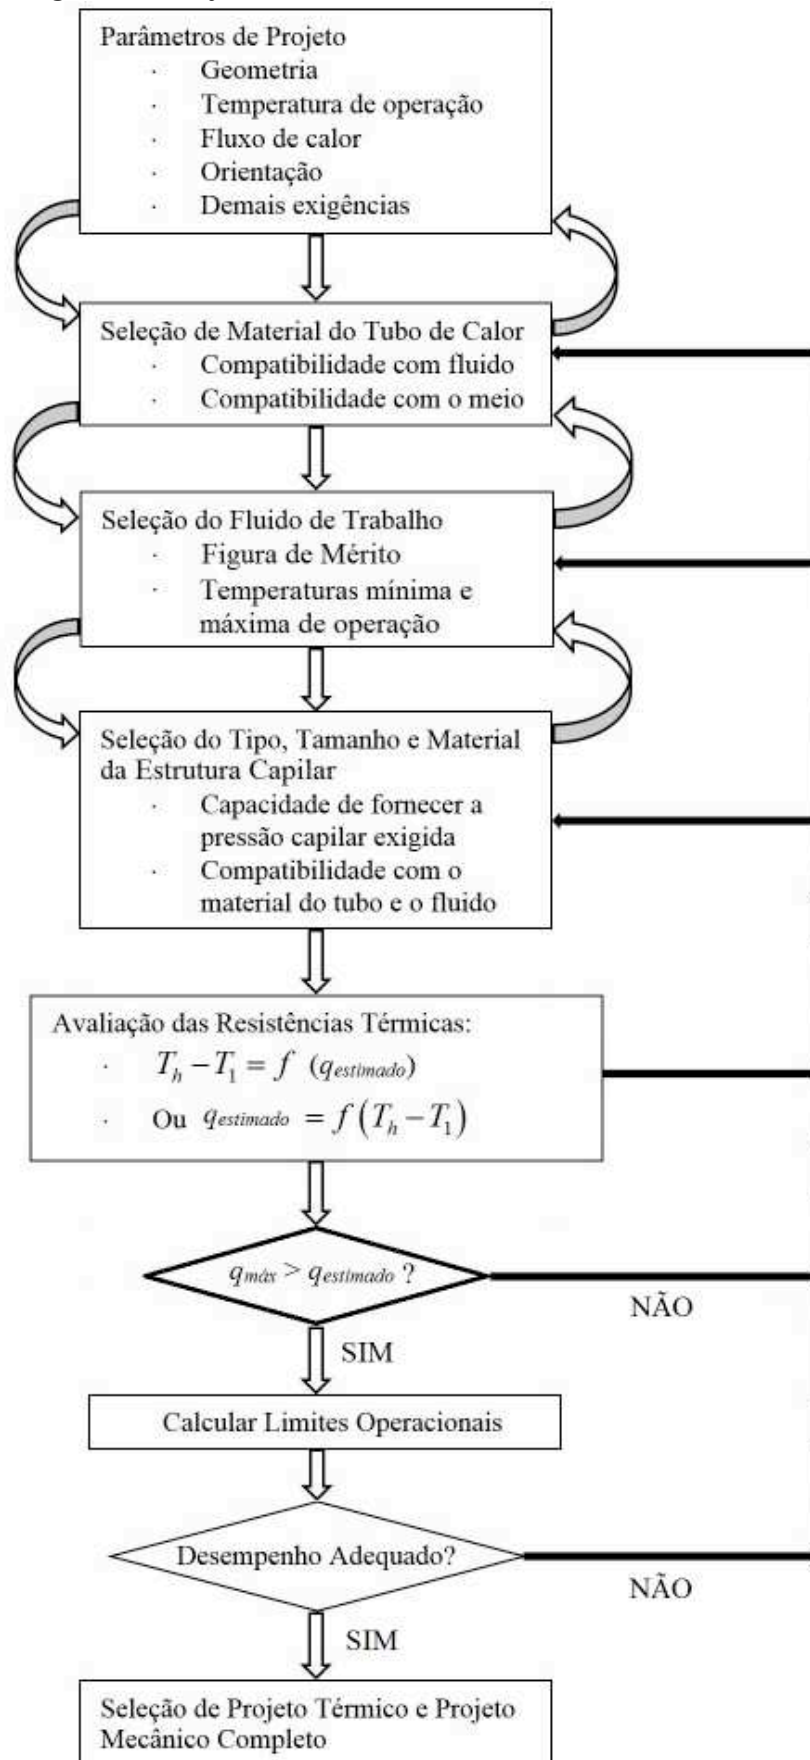 Parâmetros de Projeto
· Geometria
· Temperatura de operação
· Fluxo de calor
· Orientação
· Demais exigências
Seleção de Material do Tubo de Calor
· Compatibilidade com fluido
· Compatibilidade com o meio
Seleção do Fluido de Trabalho
· Figura de Mérito
· Temperaturas mínima e
máxima de operação
Seleção do Tipo, Tamanho e Material
da Estrutura Capilar
· Capacidade de fornecer a
pressão capilar exigida
· Compatibilidade com o
material do tubo e o fluido
Avaliação das Resistências Térmicas:
· T_h − T_1 = f (q_estimado)
· Ou q_estimado = f(T_h − T_1)
q_máx > q_estimado ?
NÃO
SIM
Calcular Limites Operacionais
Desempenho Adequado?
NÃO
SIM
Seleção de Projeto Térmico e Projeto
Mecânico Completo